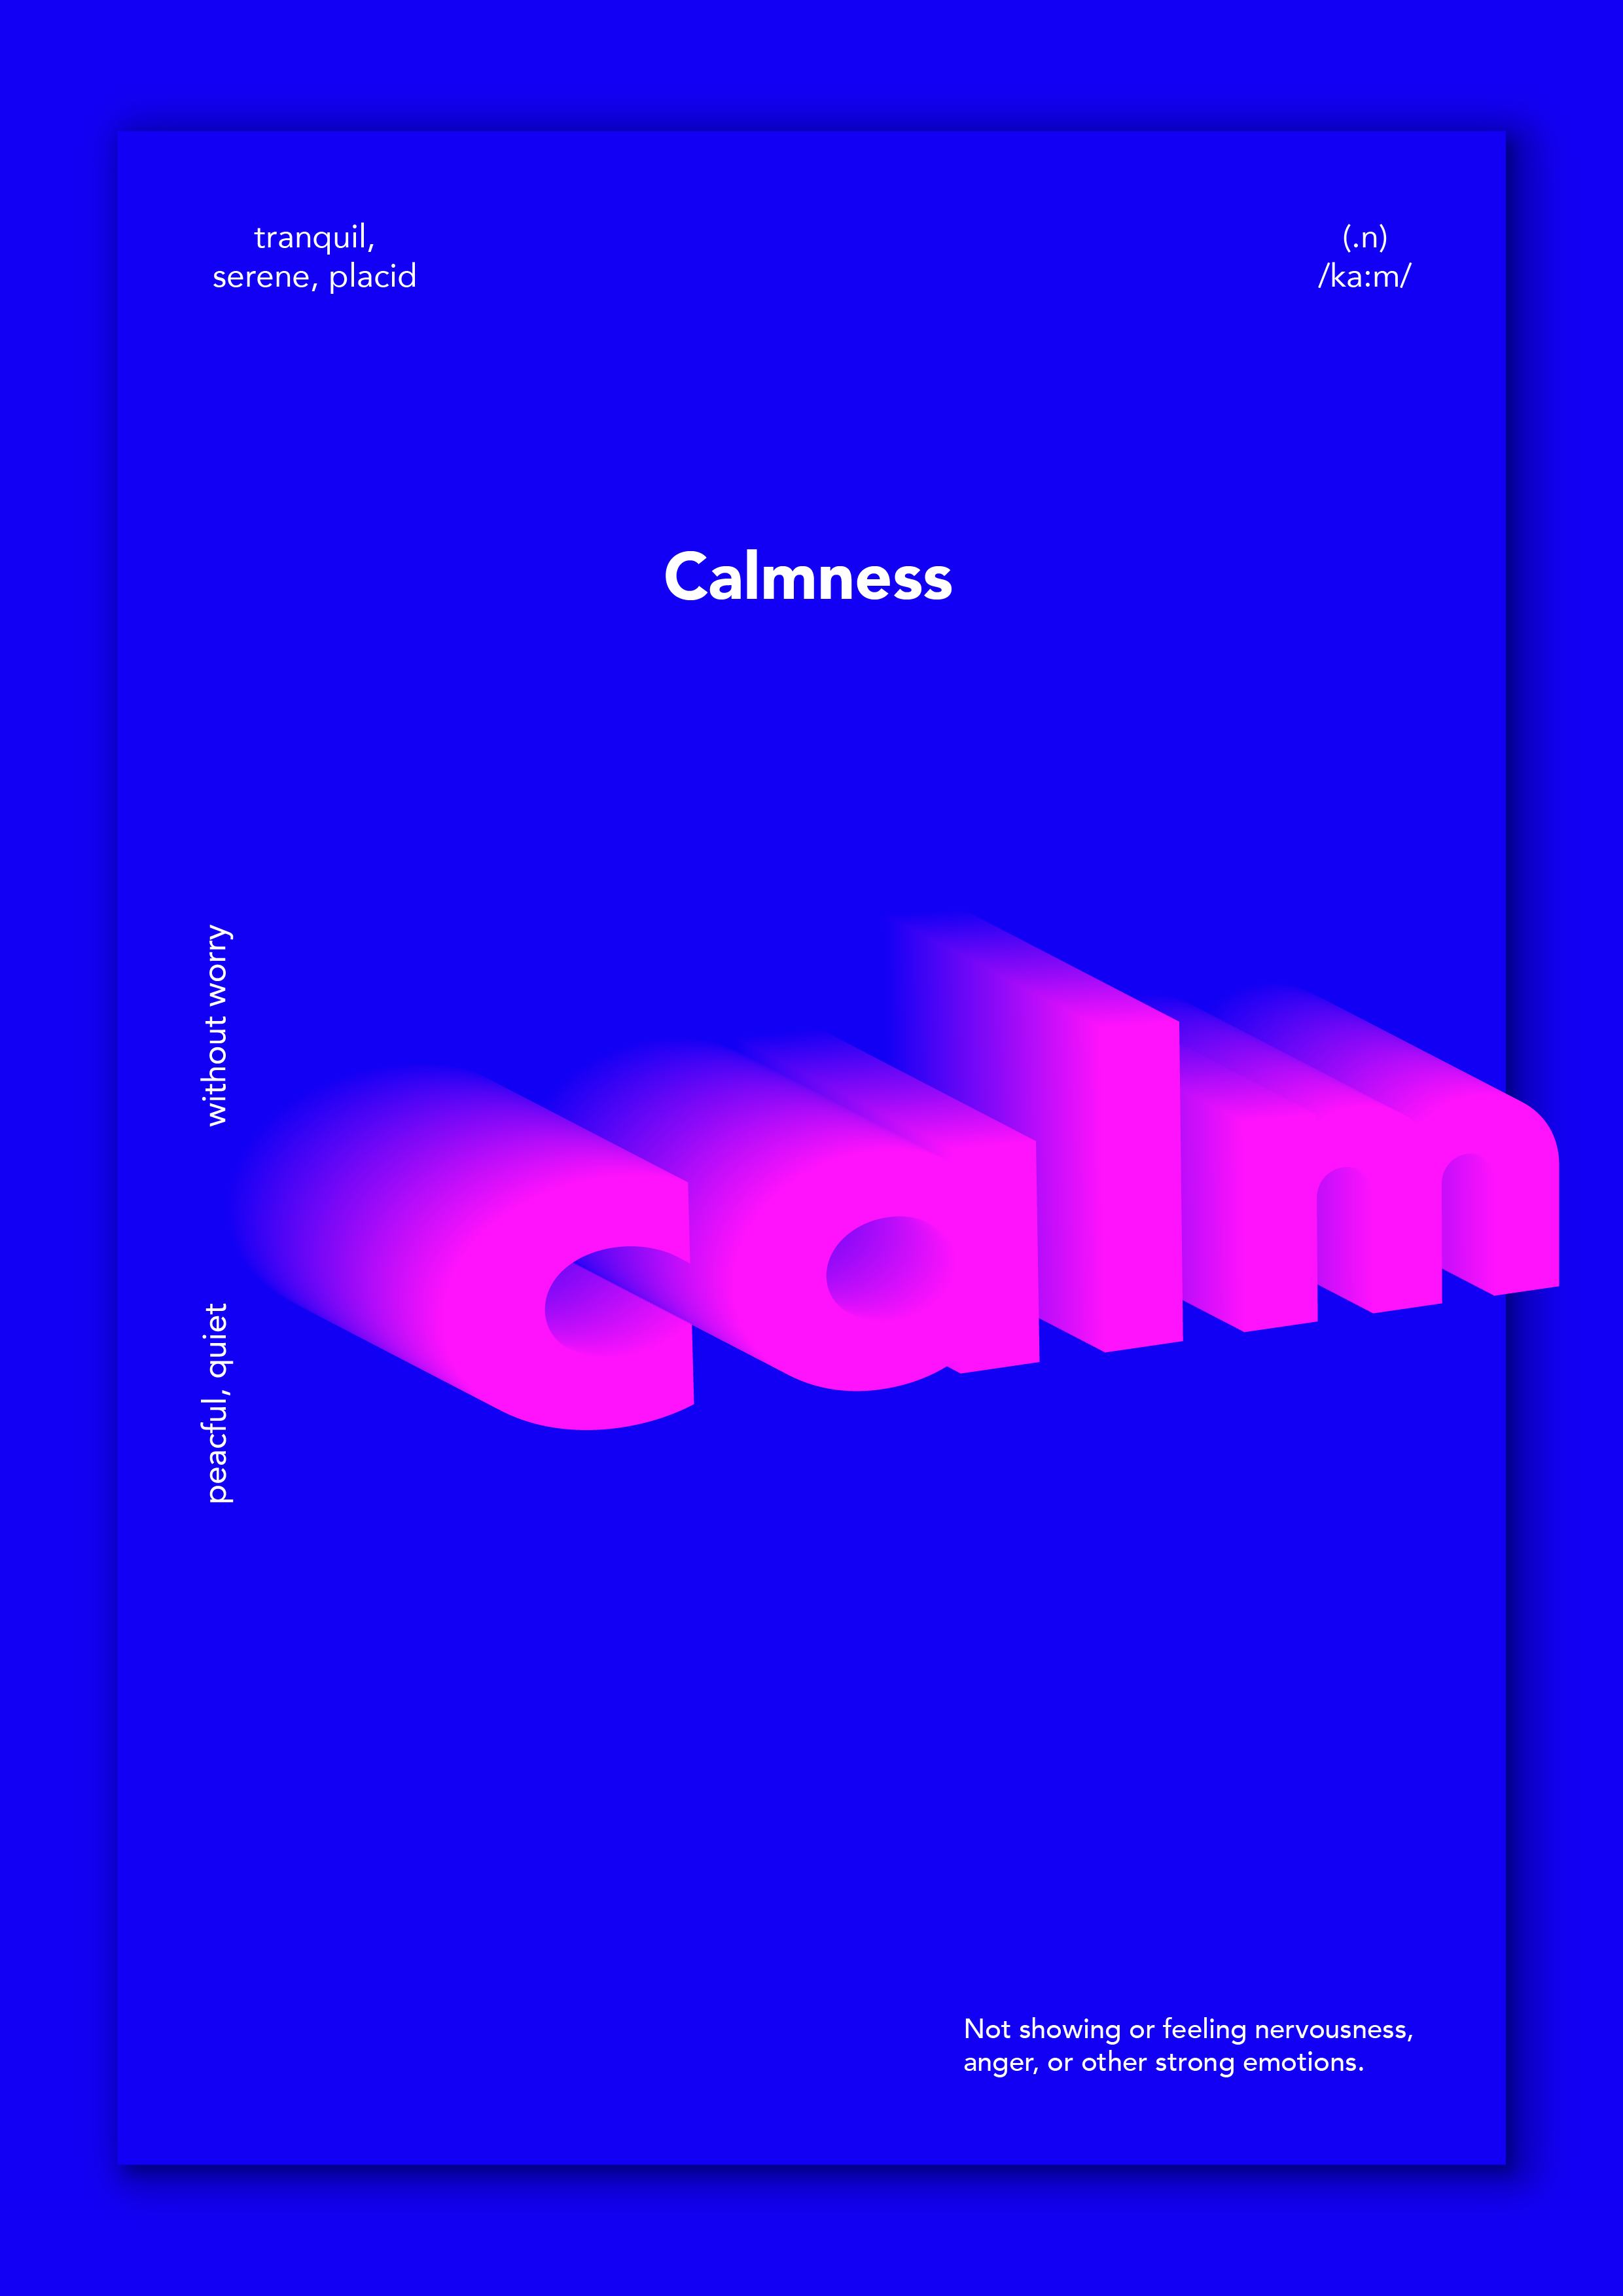 tranquil,
serene, placid
(.n)
/ka:m/
Calmness
without worry
peacful, quiet
calm
Not showing or feeling nervousness,
anger, or other strong emotions.